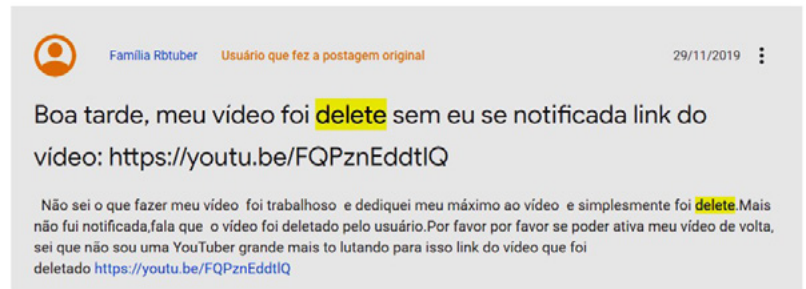 Família Rbtuber Usuário que fez a postagem original 29/11/2019
Boa tarde, meu vídeo foi delete sem eu se notificada link do
vídeo: https://youtu.be/FQPznEddtlQ
Não sei o que fazer meu vídeo foi trabalhoso e dediquei meu máximo ao vídeo e simplesmente foi delete.Mais
não fui notificada,fala que o vídeo foi deletado pelo usuário.Por favor por favor se poder ativa meu vídeo de volta,
sei que não sou uma YouTuber grande mais to lutando para isso link do vídeo que foi
deletado https://youtu.be/FQPznEddtlQ